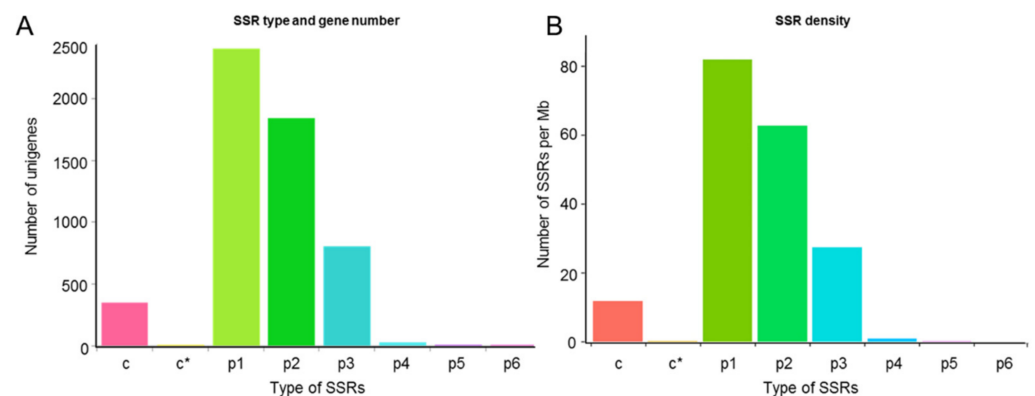 A
SSR type and gene number
Number of unigenes
2500
2000
1500
1000
500
0
c c* p1 p2 p3 p4 p5 p6
Type of SSRs
B
SSR density
Number of SSRs per Mb
80
60
40
20
0
c c* p1 p2 p3 p4 p5 p6
Type of SSRs